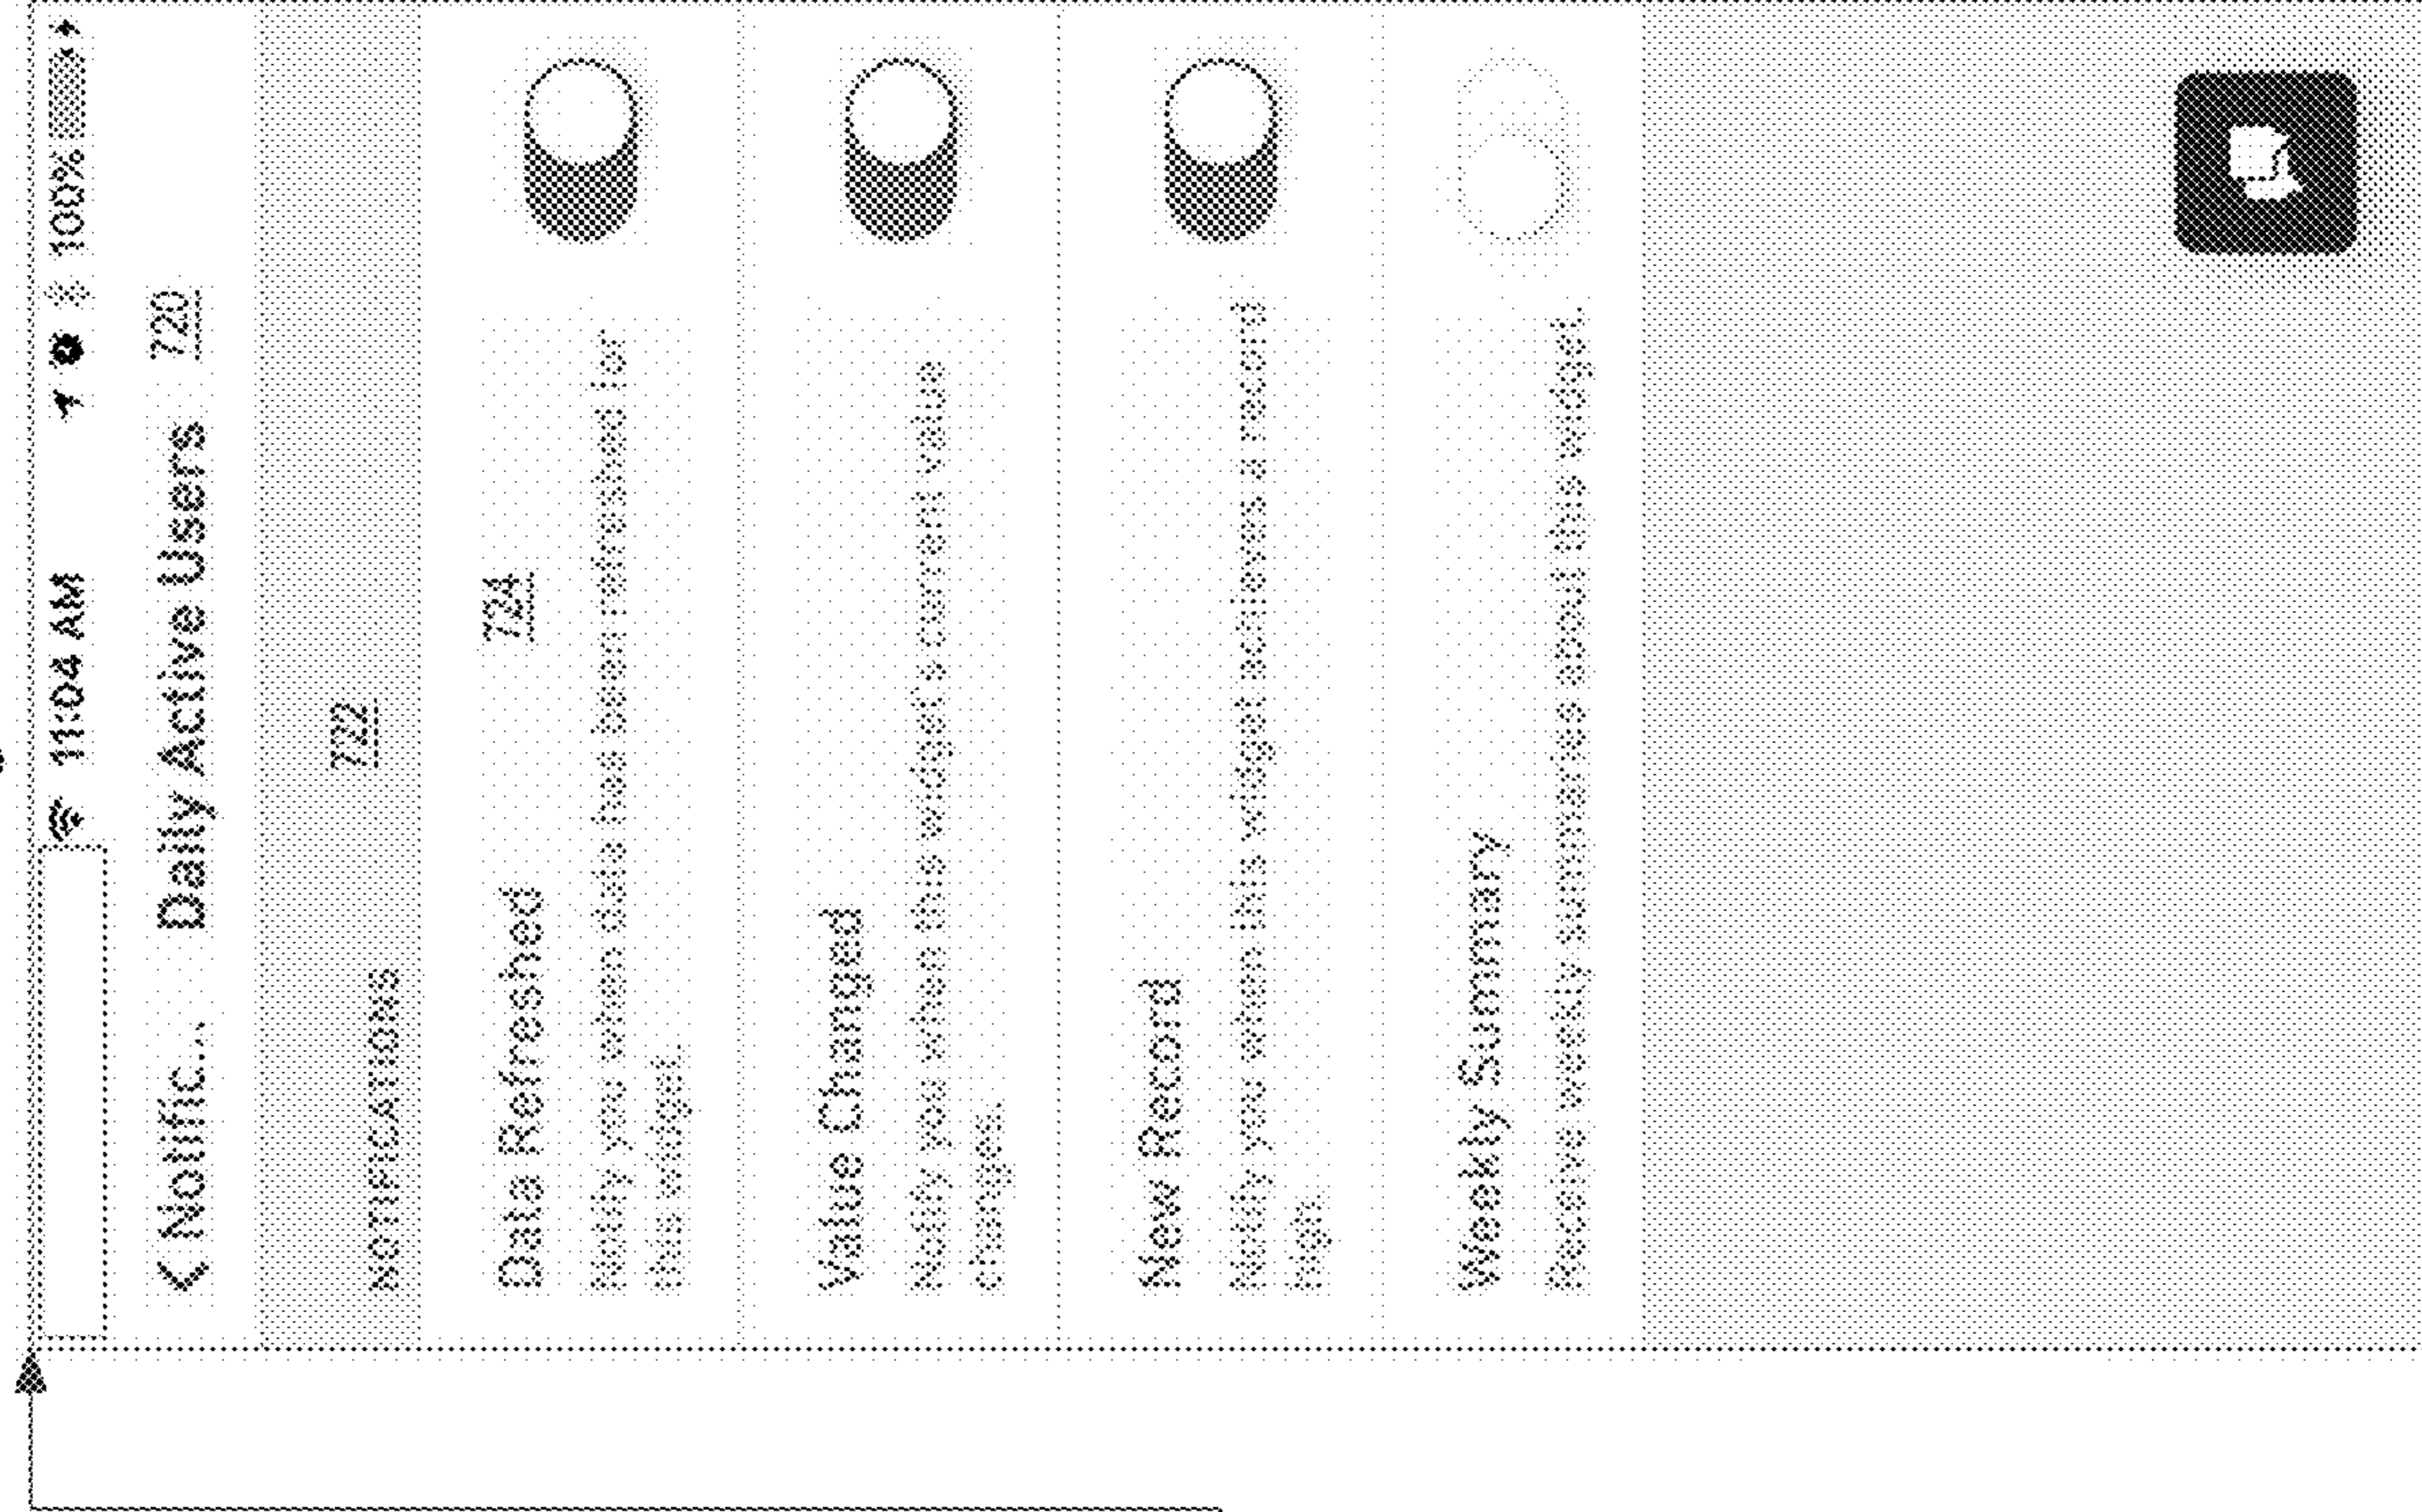 11:04 AM 100%
< Notific... Daily Active Users 720
722
NOTIFICATIONS
Data Refreshed 724
Notify you when data has been refreshed for
this widget.
Value Changed
Notify you when this widget's current value
changes.
New Record
Notify you when this widget achieves a record
high.
Weekly Summary
Receive weekly summaries about this widget.